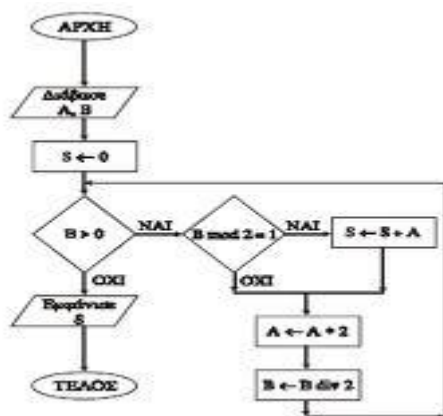 ΑΡΧΗ
Διάβασε
Α, Β
S ← 0
Β > 0
ΝΑΙ
B mod 2 = 1
ΝΑΙ
S ← S + A
ΟΧΙ
ΟΧΙ
Εμφάνισε
S
A ← A * 2
ΤΕΛΟΣ
B ← B div 2